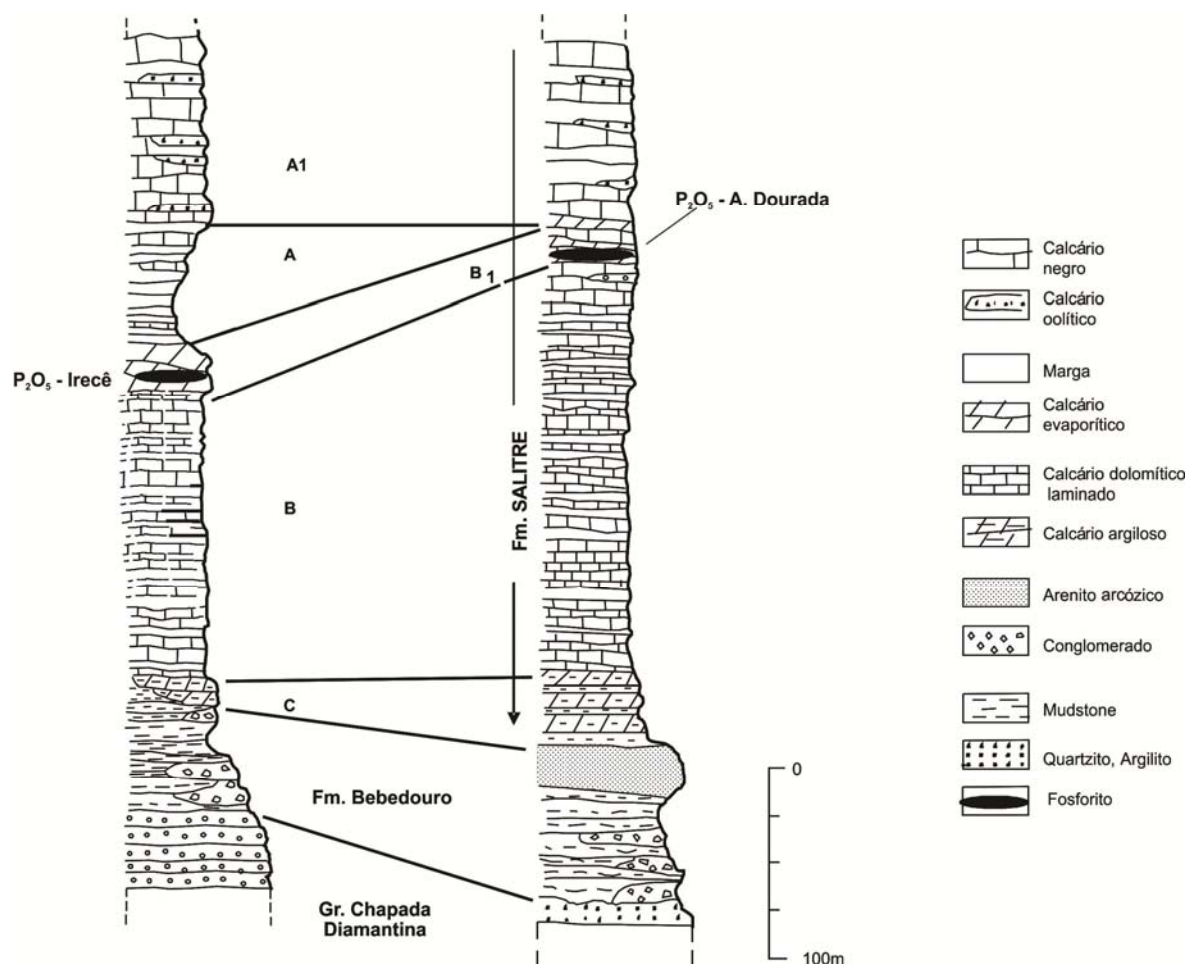 A1
P₂O₅ - A. Dourada
A
B 1
P₂O₅ - Irecê
Fm. SALITRE
B
C
Fm. Bebedouro
Gr. Chapada
Diamantina
0
100m
Calcário
negro
Calcário
oolítico
Marga
Calcário
evaporítico
Calcário dolomítico
laminado
Calcário argiloso
Arenito arcózico
Conglomerado
Mudstone
Quartzito, Argilito
Fosforito